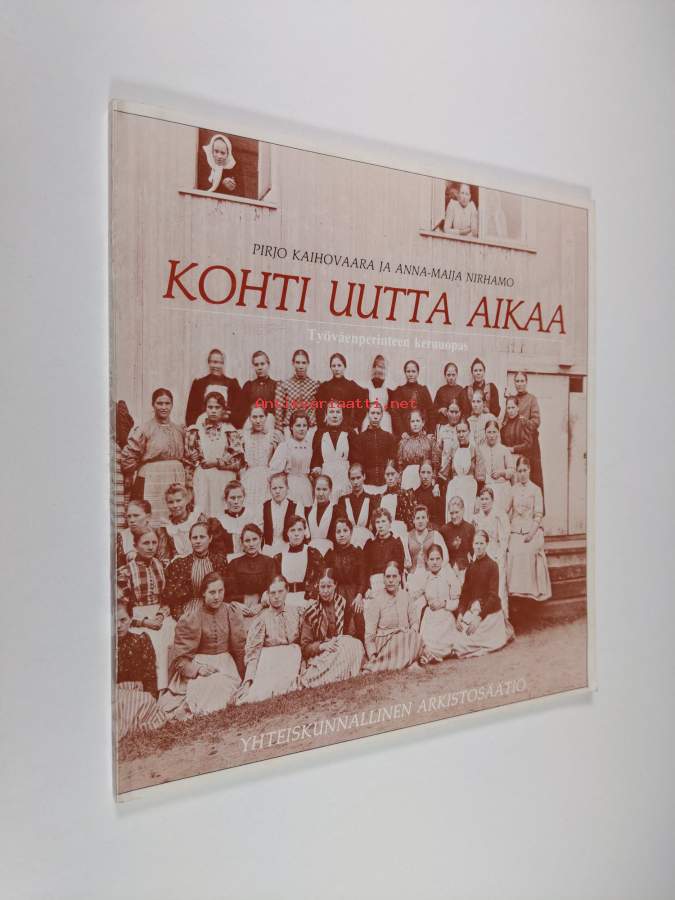 PIRJO KAIHOVAARA JA ANNA-MAIJA NIRHAMO
KOHTI UUTTA AIKAA
Työväenperinteen keruuopas
Antikvariaatti.net
YHTEISKUNNALLINEN ARKISTOSÄÄTIÖ